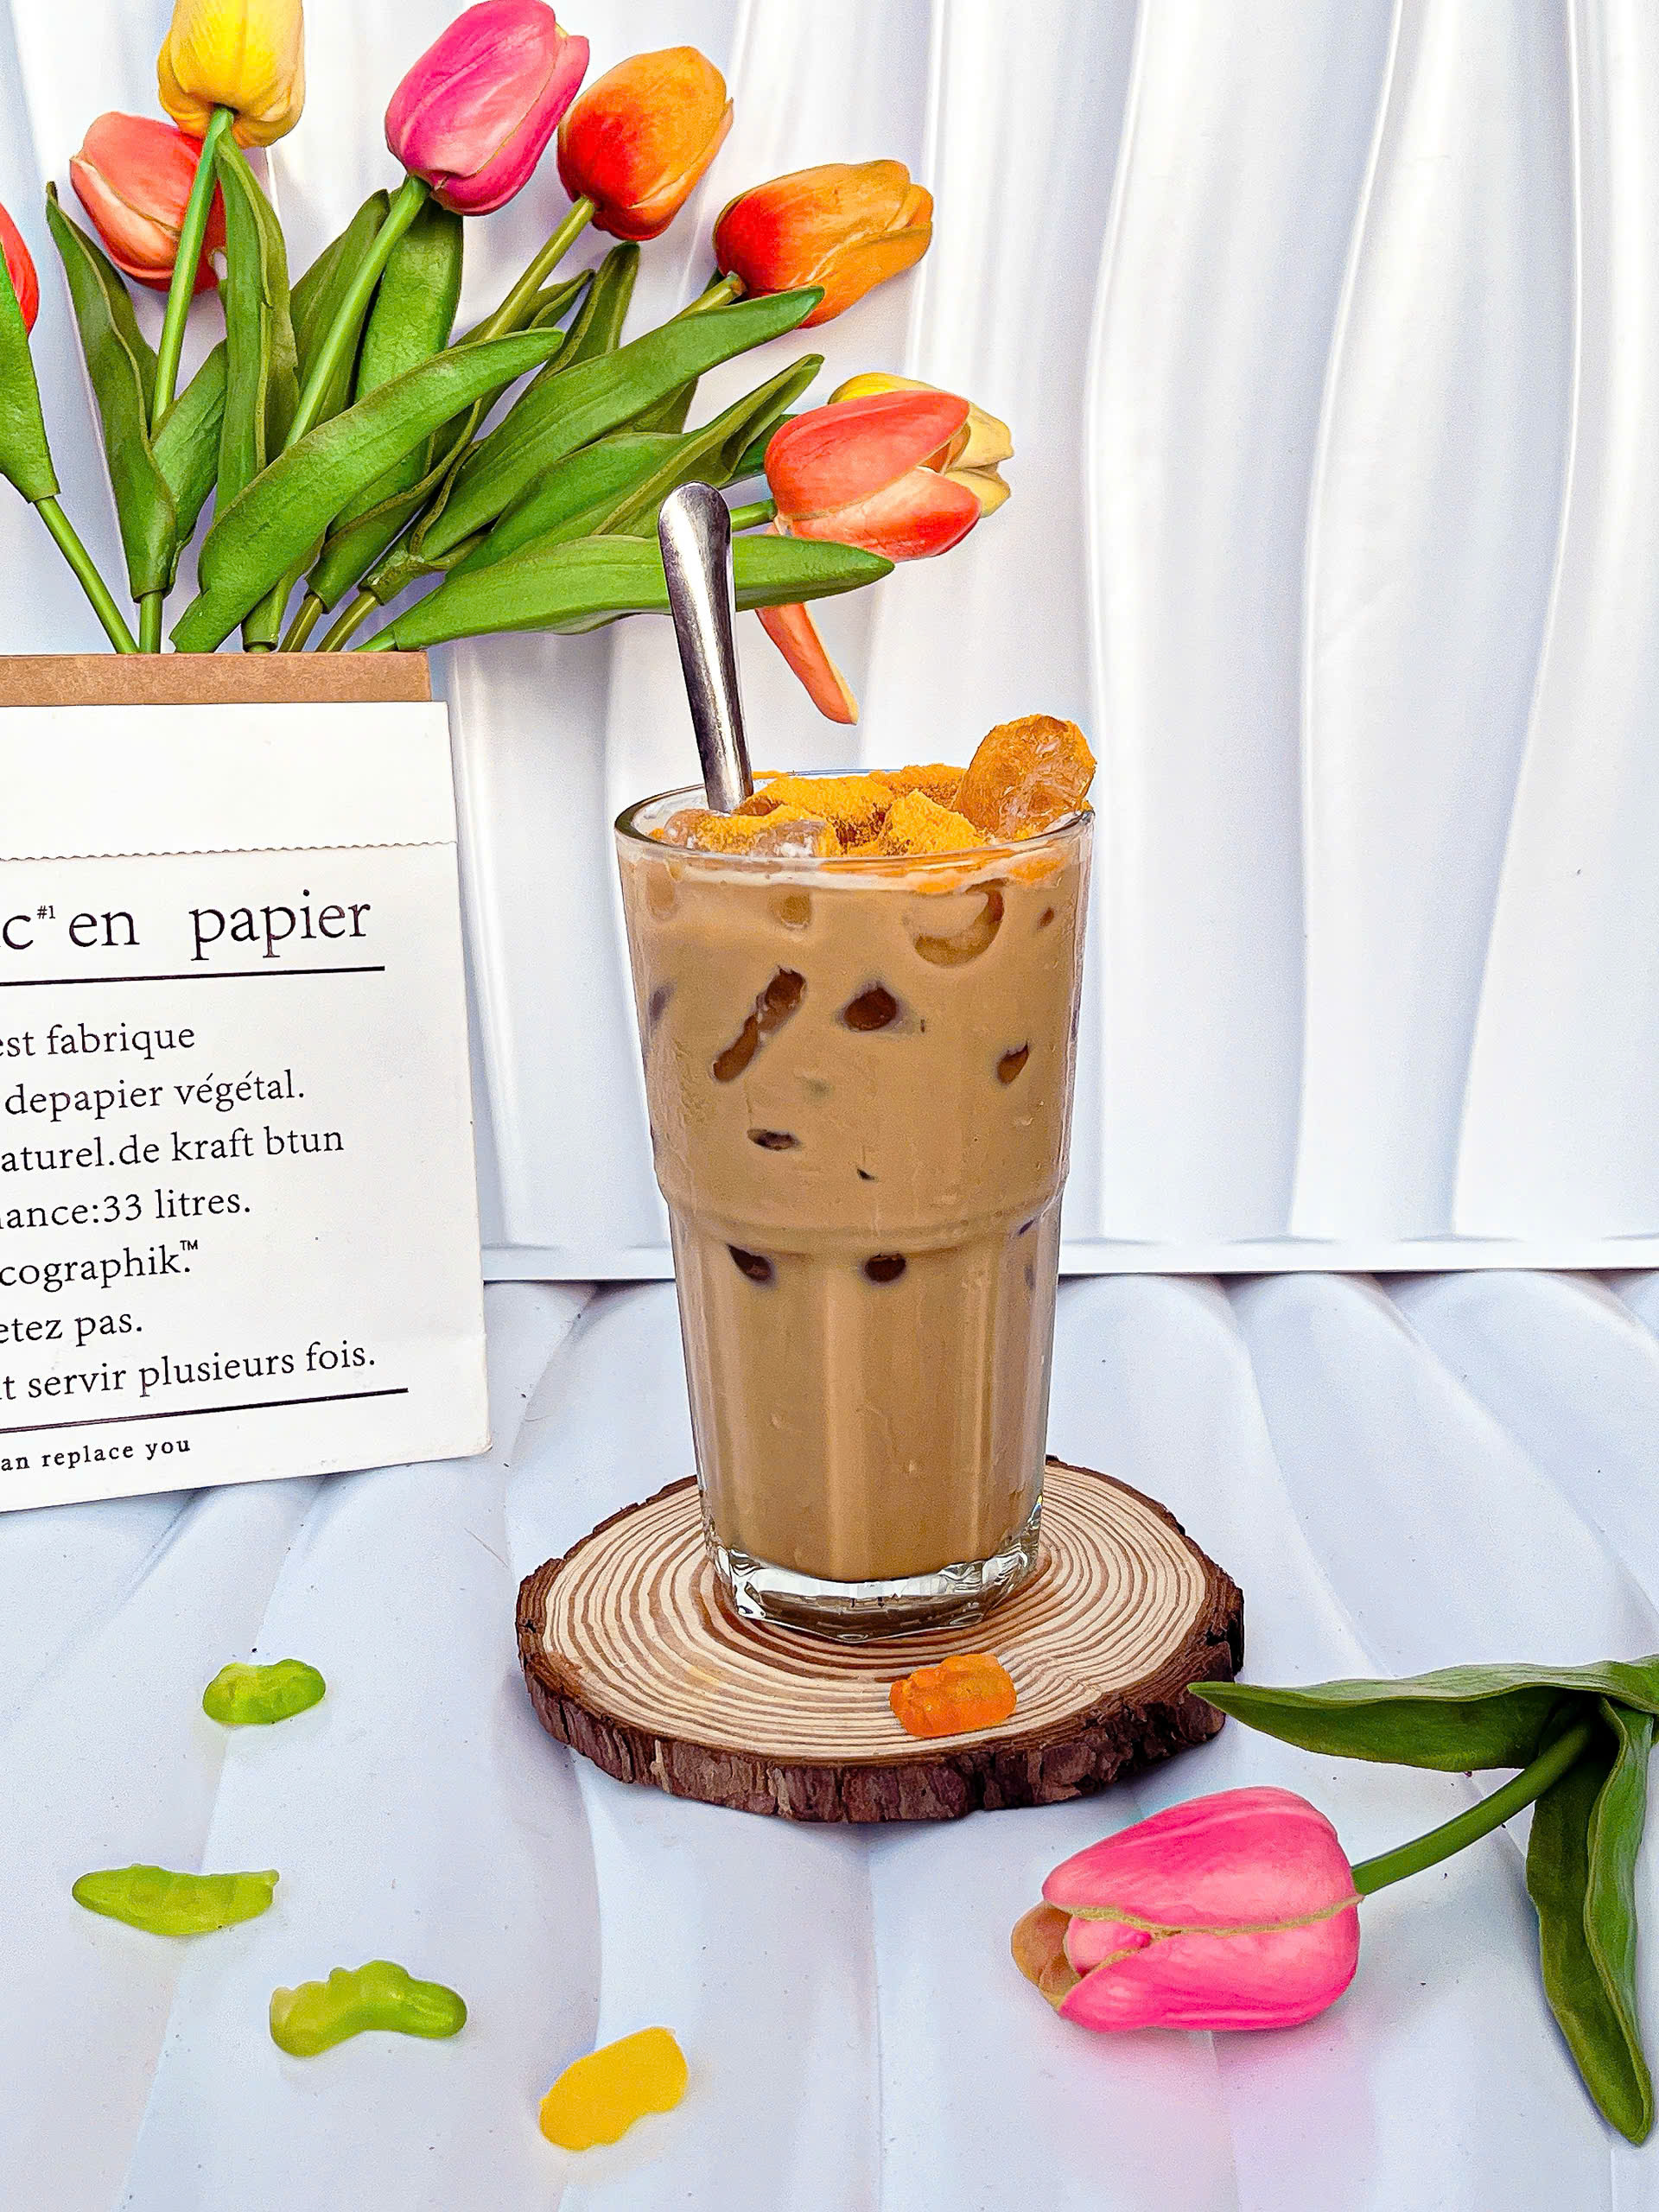 c#1 en papier
est fabrique
depapier végétal.
aturel.de kraft btun
ance:33 litres.
cographik.™
etez pas.
t servir plusieurs fois.
an replace you